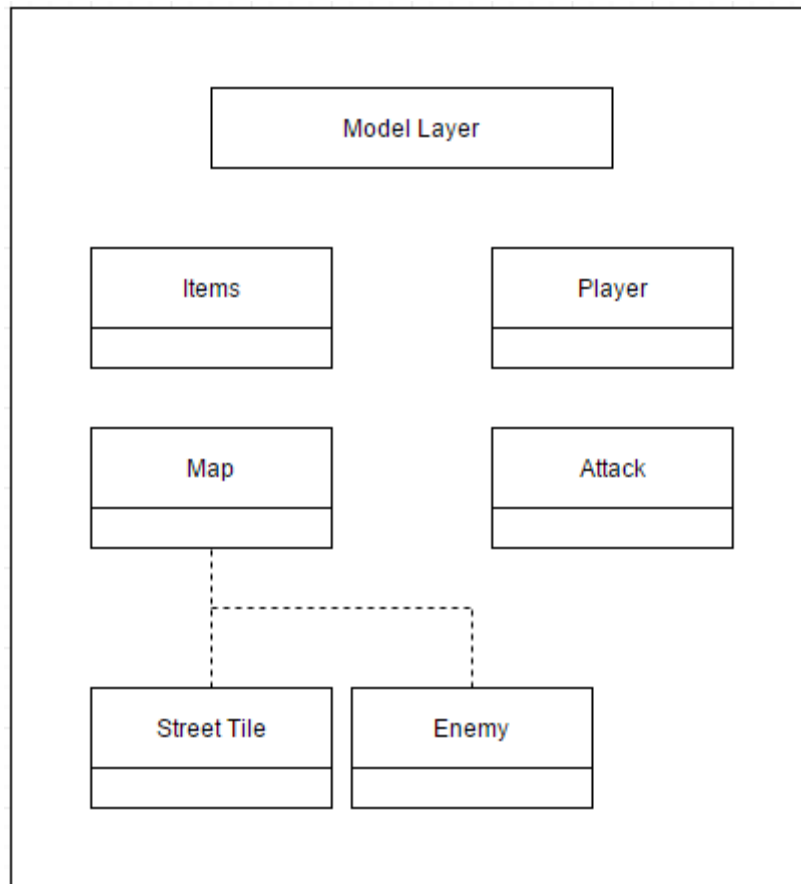 Model Layer
Items
Player
Map
Attack
Street Tile
Enemy